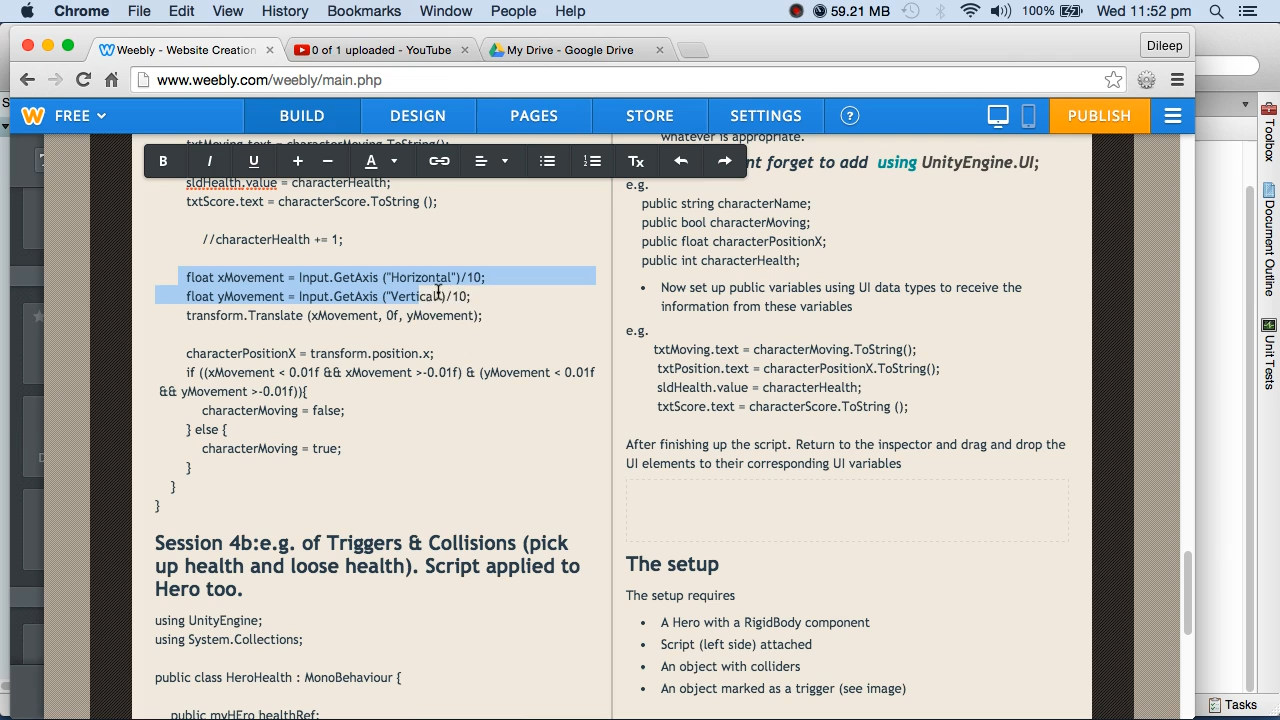 Chrome File Edit View History Bookmarks Window People Help 59.21 MB 100% Wed 11:52 pm
Weebly - Website Creation 0 of 1 uploaded - YouTube My Drive - Google Drive Dileep
www.weebly.com/weebly/main.php
W FREE BUILD DESIGN PAGES STORE SETTINGS ? PUBLISH
B I U + − A Tx
txtMoving.text = characterMoving.ToString();
sldHealth.value = characterHealth;
txtScore.text = characterScore.ToString ();
//characterHealth += 1;
float xMovement = Input.GetAxis ("Horizontal")/10;
float yMovement = Input.GetAxis ("Vertical")/10;
transform.Translate (xMovement, 0f, yMovement);
characterPositionX = transform.position.x;
if ((xMovement < 0.01f && xMovement >-0.01f) & (yMovement < 0.01f
&& yMovement >-0.01f)){
characterMoving = false;
} else {
characterMoving = true;
}
}
}
Session 4b:e.g. of Triggers & Collisions (pick
up health and loose health). Script applied to
Hero too.
using UnityEngine;
using System.Collections;
public class HeroHealth : MonoBehaviour {
public myHEro healthRef;
whatever is appropriate.
nt forget to add using UnityEngine.UI;
e.g.
public string characterName;
public bool characterMoving;
public float characterPositionX;
public int characterHealth;
• Now set up public variables using UI data types to receive the
information from these variables
e.g.
txtMoving.text = characterMoving.ToString();
txtPosition.text = characterPositionX.ToString();
sldHealth.value = characterHealth;
txtScore.text = characterScore.ToString ();
After finishing up the script. Return to the inspector and drag and drop the
UI elements to their corresponding UI variables
The setup
The setup requires
• A Hero with a RigidBody component
• Script (left side) attached
• An object with colliders
• An object marked as a trigger (see image)
Toolbox
Document Outline
Unit Tests
Tasks